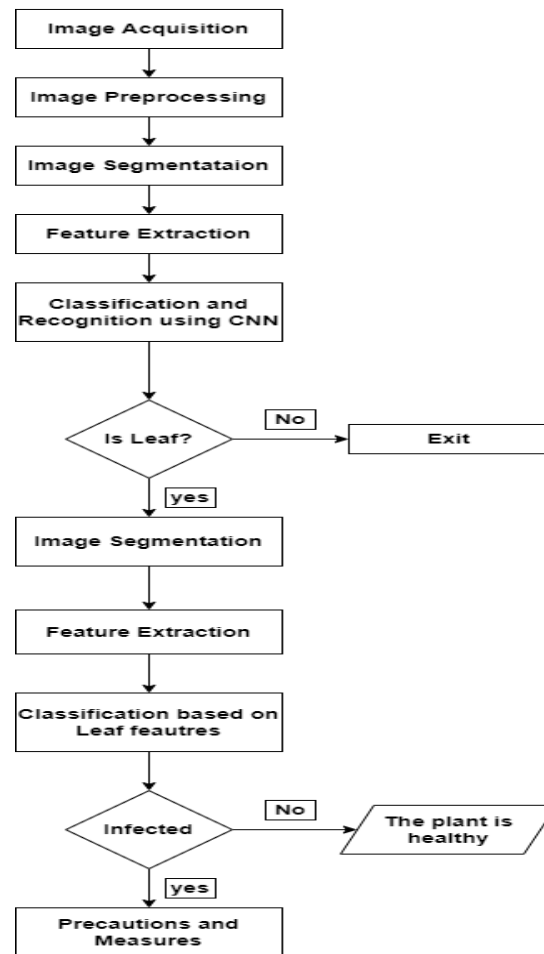 Image Acquisition
Image Preprocessing
Image Segmentataion
Feature Extraction
Classification and
Recognition using CNN
Is Leaf?
No
Exit
yes
Image Segmentation
Feature Extraction
Classification based on
Leaf feautres
Infected
No
The plant is
healthy
yes
Precautions and
Measures